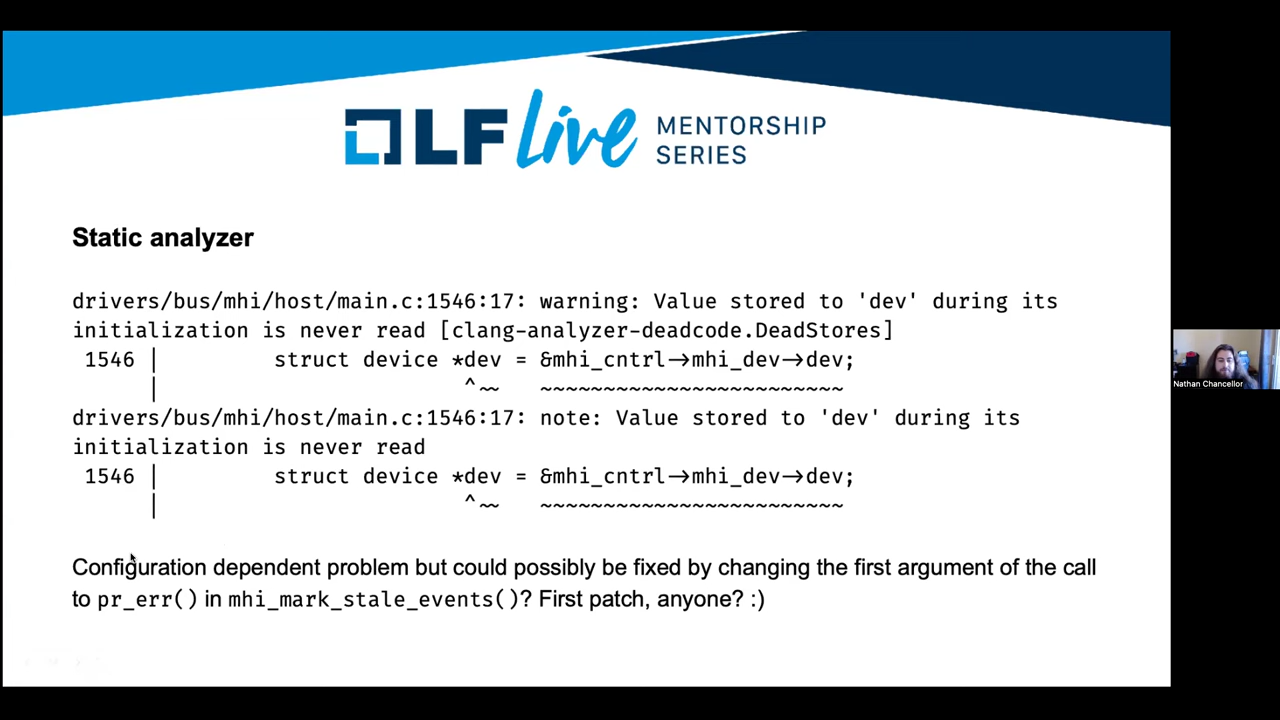 LF live MENTORSHIP
SERIES
Static analyzer
drivers/bus/mhi/host/main.c:1546:17: warning: Value stored to 'dev' during its
initialization is never read [clang-analyzer-deadcode.DeadStores]
1546 | struct device *dev = &mhi_cntrl->mhi_dev->dev;
| ^~~ ~~~~~~~~~~~~~~~~~~~~~~~~
drivers/bus/mhi/host/main.c:1546:17: note: Value stored to 'dev' during its
initialization is never read
1546 | struct device *dev = &mhi_cntrl->mhi_dev->dev;
| ^~~ ~~~~~~~~~~~~~~~~~~~~~~~~
Nathan Chancellor
Configuration dependent problem but could possibly be fixed by changing the first argument of the call
to pr_err() in mhi_mark_stale_events()? First patch, anyone? :)